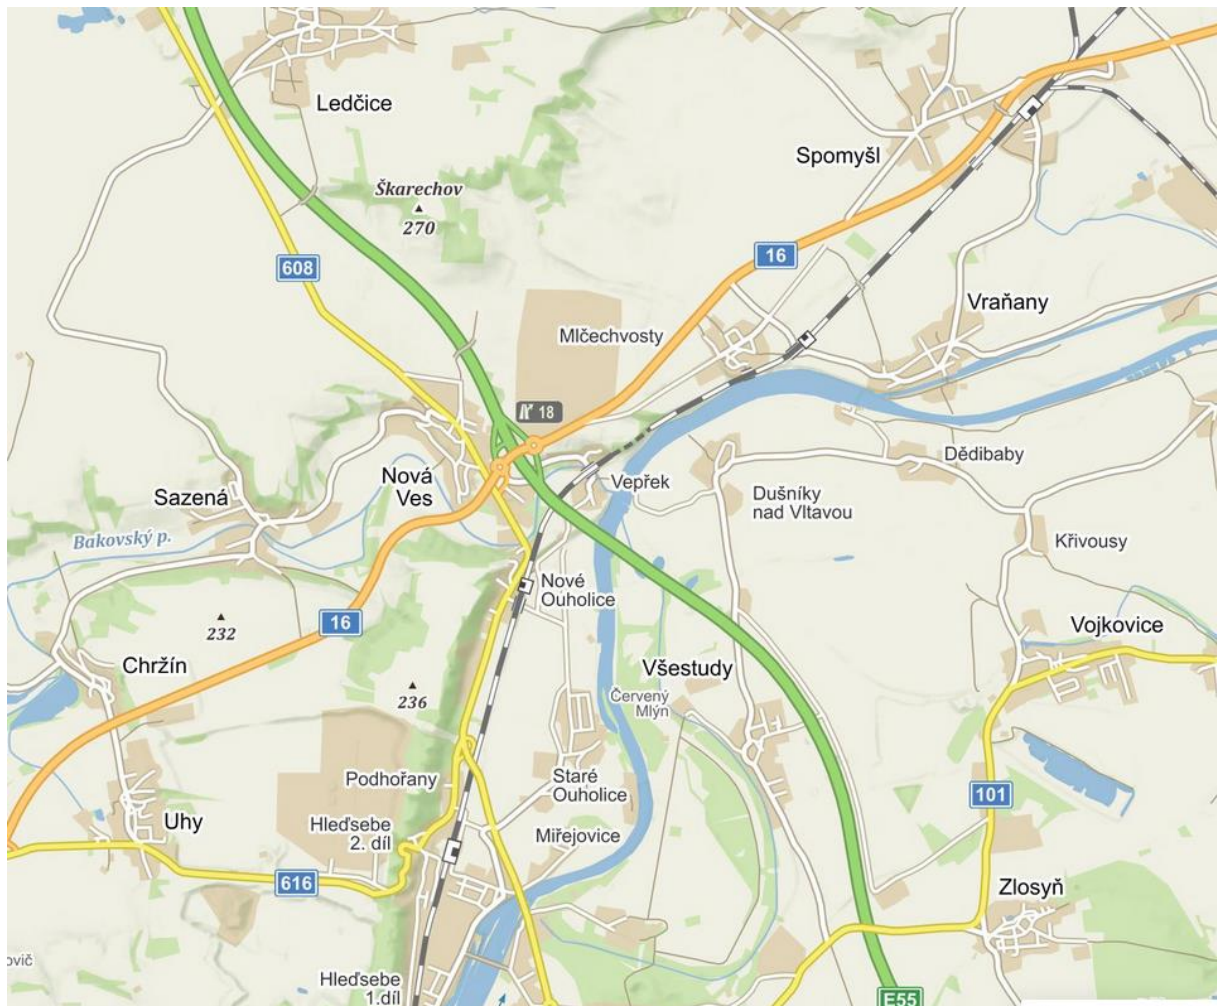 Ledčice
Spomyšl
Škarechov
270
608
16
Vraňany
Mlčechvosty
18
Nová
Ves
Vepřek
Dědibaby
Sazená
Dušníky
nad Vltavou
Bakovský p.
Křivousy
Nové
Ouholice
232
16
Vojkovice
Chržín
236
Všestudy
Červený
Mlýn
Podhořany
Staré
Ouholice
101
Uhy
Hleďsebe
2. díl
Miřejovice
616
Zlosyň
ovič
Hleďsebe
1.díl
E55